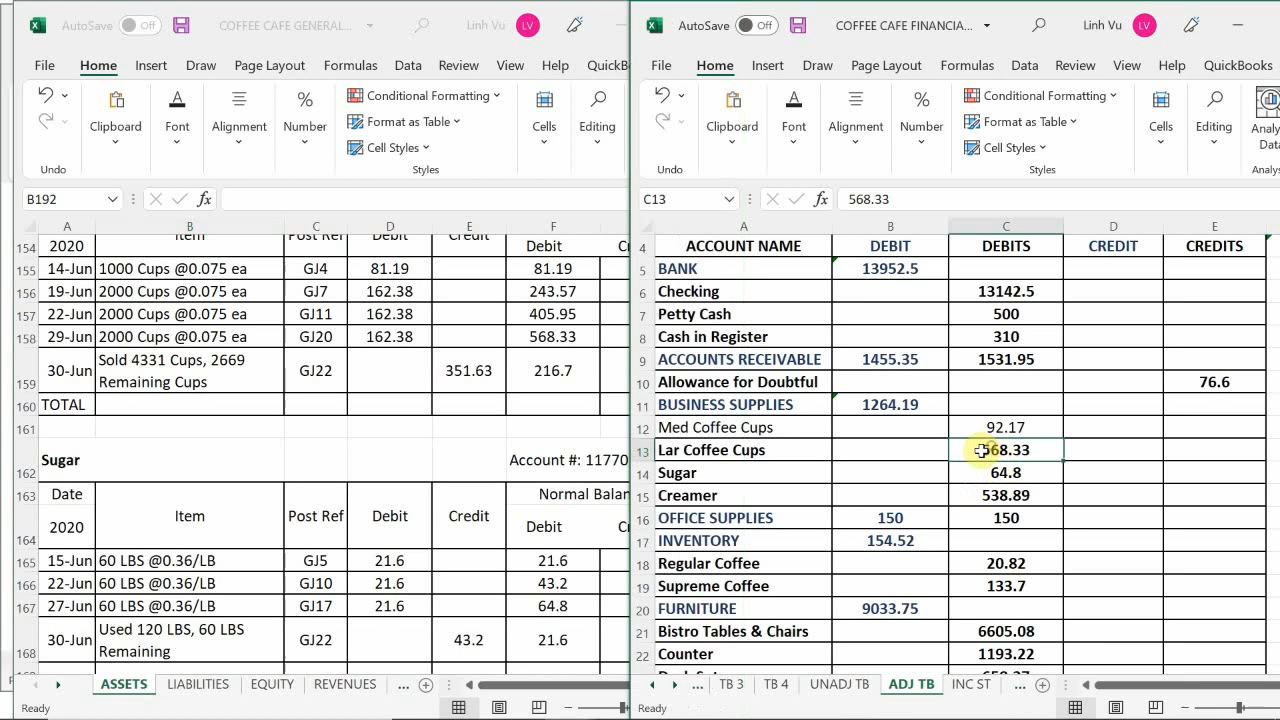 AutoSave Off COFFEE CAFE GENERAL... Linh Vu LV
File Home Insert Draw Page Layout Formulas Data Review View Help QuickB
Clipboard Font Alignment Number Conditional Formatting Format as Table Cell Styles Cells Editing
Undo Styles
B192 fx
A B C D E F
154 2020 Item Post Ref Debit Credit Debit C
155 14-Jun 1000 Cups @0.075 ea GJ4 81.19 81.19
156 19-Jun 2000 Cups @0.075 ea GJ7 162.38 243.57
157 22-Jun 2000 Cups @0.075 ea GJ11 162.38 405.95
158 29-Jun 2000 Cups @0.075 ea GJ20 162.38 568.33
159 30-Jun Sold 4331 Cups, 2669 Remaining Cups GJ22 351.63 216.7
160 TOTAL
161
162 Sugar Account #: 11770
163 Date Item Post Ref Debit Credit Normal Balan
164 2020 Debit C
165 15-Jun 60 LBS @0.36/LB GJ5 21.6 21.6
166 22-Jun 60 LBS @0.36/LB GJ10 21.6 43.2
167 27-Jun 60 LBS @0.36/LB GJ17 21.6 64.8
168 30-Jun Used 120 LBS, 60 LBS Remaining GJ22 43.2 21.6
ASSETS LIABILITIES EQUITY REVENUES ...
Ready
AutoSave Off COFFEE CAFE FINANCIA... Linh Vu LV
File Home Insert Draw Page Layout Formulas Data Review View Help QuickBooks
Clipboard Font Alignment Number Conditional Formatting Format as Table Cell Styles Cells Editing Analy Data
Undo Styles Analys
C13 fx 568.33
A B C D E
4 ACCOUNT NAME DEBIT DEBITS CREDIT CREDITS
5 BANK 13952.5
6 Checking 13142.5
7 Petty Cash 500
8 Cash in Register 310
9 ACCOUNTS RECEIVABLE 1455.35 1531.95
10 Allowance for Doubtful 76.6
11 BUSINESS SUPPLIES 1264.19
12 Med Coffee Cups 92.17
13 Lar Coffee Cups 568.33
14 Sugar 64.8
15 Creamer 538.89
16 OFFICE SUPPLIES 150 150
17 INVENTORY 154.52
18 Regular Coffee 20.82
19 Supreme Coffee 133.7
20 FURNITURE 9033.75
21 Bistro Tables & Chairs 6605.08
22 Counter 1193.22
... TB 3 TB 4 UNADJ TB ADJ TB INC ST ...
Ready